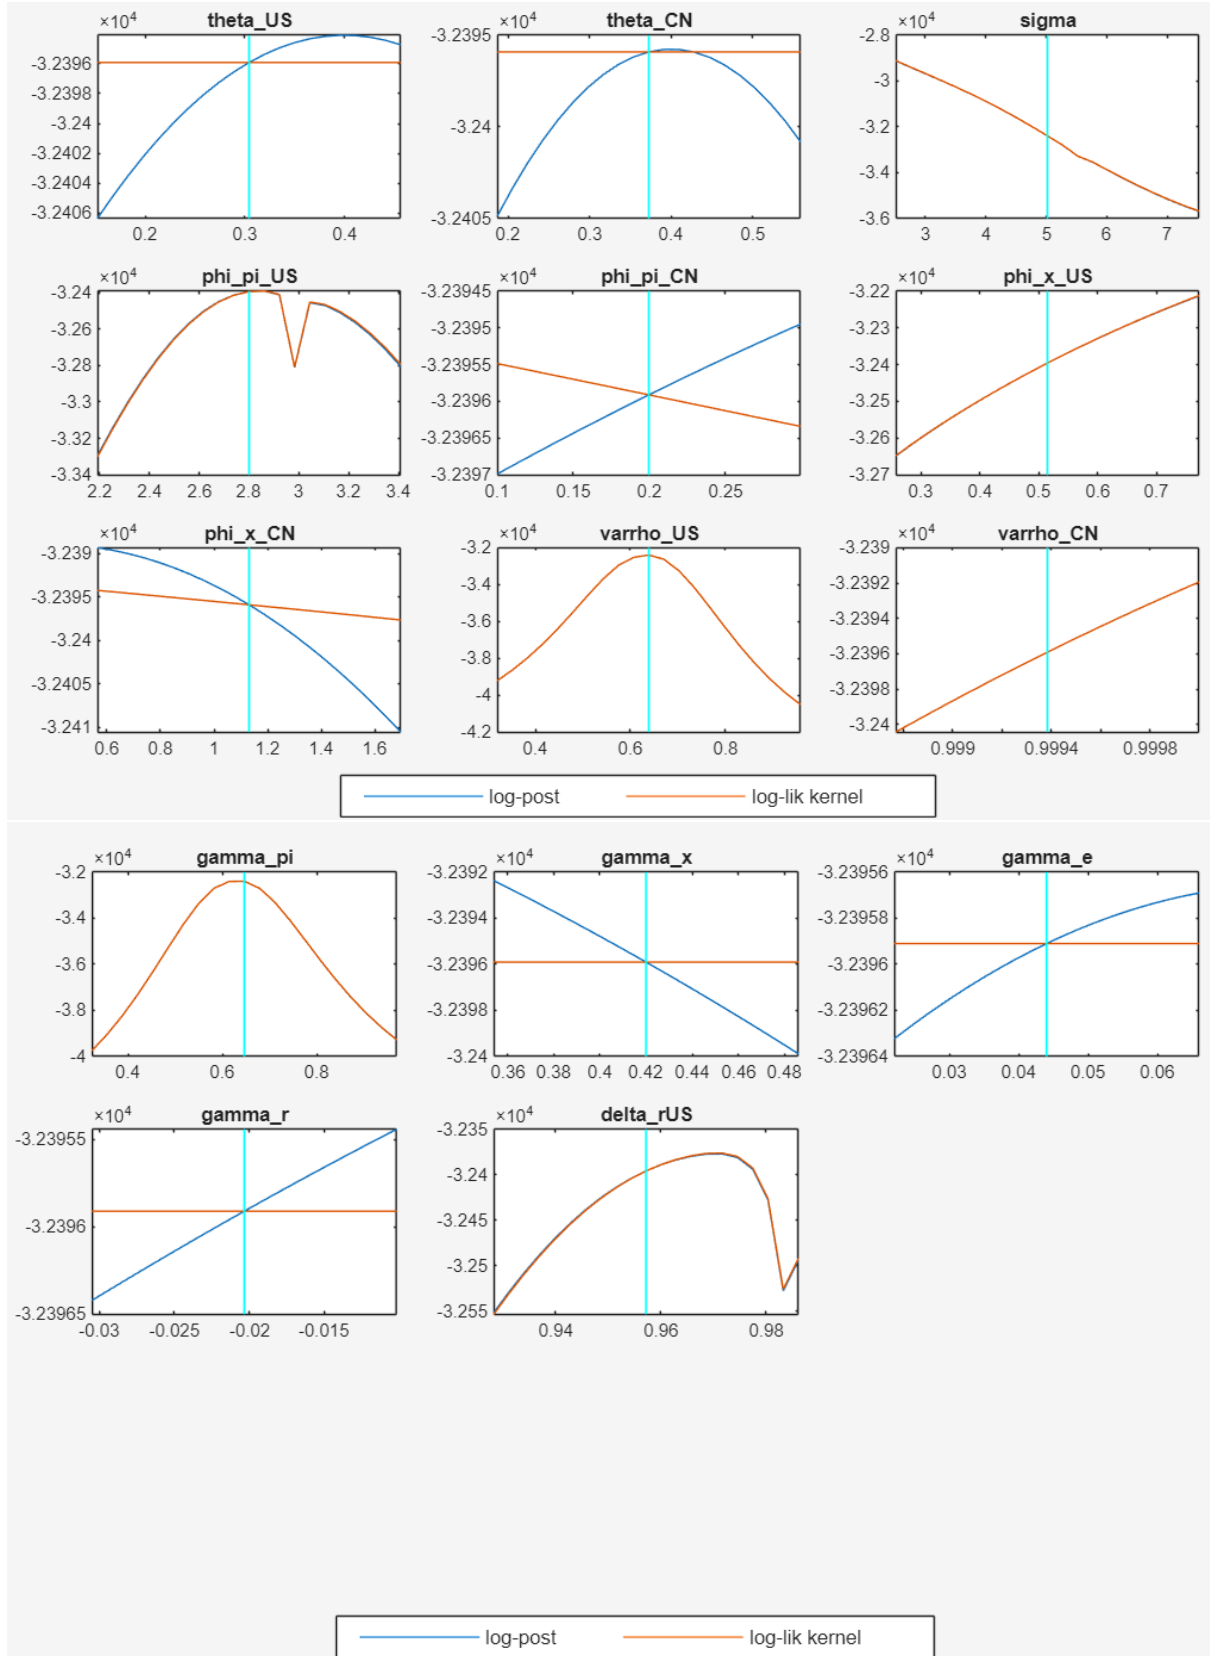 ×10⁴ theta_US
-3.2396
-3.2398
-3.24
-3.2402
-3.2404
-3.2406
0.2 0.3 0.4
×10⁴ theta_CN
-3.2395
-3.24
-3.2405
0.2 0.3 0.4 0.5
×10⁴ sigma
-2.8
-3
-3.2
-3.4
-3.6
3 4 5 6 7
×10⁴ phi_pi_US
-3.24
-3.26
-3.28
-3.3
-3.32
-3.34
2.2 2.4 2.6 2.8 3 3.2 3.4
×10⁴ phi_pi_CN
-3.23945
-3.2395
-3.23955
-3.2396
-3.23965
-3.2397
0.1 0.15 0.2 0.25
×10⁴ phi_x_US
-3.22
-3.23
-3.24
-3.25
-3.26
-3.27
0.3 0.4 0.5 0.6 0.7
×10⁴ phi_x_CN
-3.239
-3.2395
-3.24
-3.2405
-3.241
0.6 0.8 1 1.2 1.4 1.6
×10⁴ varrho_US
-3.2
-3.4
-3.6
-3.8
-4
-4.2
0.4 0.6 0.8
×10⁴ varrho_CN
-3.239
-3.2392
-3.2394
-3.2396
-3.2398
-3.24
0.999 0.9994 0.9998
log-post log-lik kernel
×10⁴ gamma_pi
-3.2
-3.4
-3.6
-3.8
-4
0.4 0.6 0.8
×10⁴ gamma_x
-3.2392
-3.2394
-3.2396
-3.2398
-3.24
0.36 0.38 0.4 0.42 0.44 0.46 0.48
×10⁴ gamma_e
-3.23956
-3.23958
-3.2396
-3.23962
-3.23964
0.03 0.04 0.05 0.06
×10⁴ gamma_r
-3.23955
-3.2396
-3.23965
-0.03 -0.025 -0.02 -0.015
×10⁴ delta_rUS
-3.235
-3.24
-3.245
-3.25
-3.255
0.94 0.96 0.98
log-post log-lik kernel